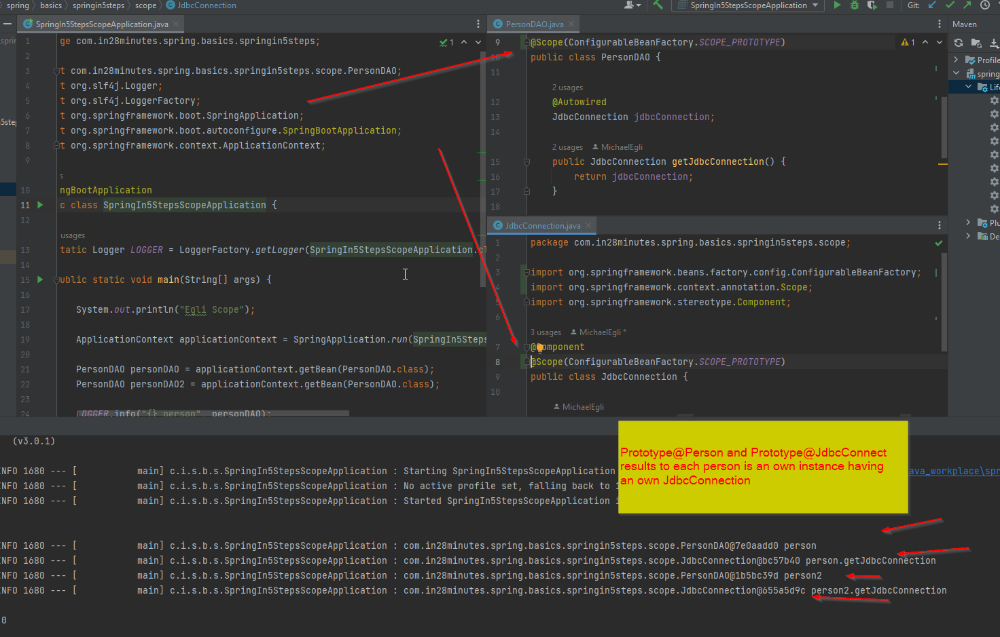 spring basics springin5steps scope JdbcConnection
SpringIn5StepsScopeApplication
Git:
SpringIn5StepsScopeApplication.java
1 ge com.in28minutes.spring.basics.springin5steps;
1
2
3 t com.in28minutes.spring.basics.springin5steps.scope.PersonDAO;
4 t org.slf4j.Logger;
5 t org.slf4j.LoggerFactory;
6 t org.springframework.boot.SpringApplication;
7 t org.springframework.boot.autoconfigure.SpringBootApplication;
8 t org.springframework.context.ApplicationContext;
9
s
10 ngBootApplication
11 c class SpringIn5StepsScopeApplication {
12
usages
13 tatic Logger LOGGER = LoggerFactory.getLogger(SpringIn5StepsScopeApplication.cl
14
15 ublic static void main(String[] args) {
16
17 System.out.println("Egli Scope");
18
19 ApplicationContext applicationContext = SpringApplication.run(SpringIn5Steps
20
21 PersonDAO personDAO = applicationContext.getBean(PersonDAO.class);
22 PersonDAO personDAO2 = applicationContext.getBean(PersonDAO.class);
23
24 LOGGER.info("{} person", personDAO);
PersonDAO.java
9 @Scope(ConfigurableBeanFactory.SCOPE_PROTOTYPE)
1
10 public class PersonDAO {
11
2 usages
12 @Autowired
13 JdbcConnection jdbcConnection;
14
2 usages MichaelEgli
15 public JdbcConnection getJdbcConnection() {
16 return jdbcConnection;
17 }
18
JdbcConnection.java
1 package com.in28minutes.spring.basics.springin5steps.scope;
2
3 import org.springframework.beans.factory.config.ConfigurableBeanFactory;
4 import org.springframework.context.annotation.Scope;
5 import org.springframework.stereotype.Component;
6
3 usages MichaelEgli *
7 @Component
8 @Scope(ConfigurableBeanFactory.SCOPE_PROTOTYPE)
9 public class JdbcConnection {
10
MichaelEgli
Maven
Profile
spring
Life
Plu
De
sprin
5step
(v3.0.1)
NFO 1680 --- [ main] c.i.s.b.s.SpringIn5StepsScopeApplication : Starting SpringIn5StepsScopeApplication ava_workplace\spr
NFO 1680 --- [ main] c.i.s.b.s.SpringIn5StepsScopeApplication : No active profile set, falling back to 1
NFO 1680 --- [ main] c.i.s.b.s.SpringIn5StepsScopeApplication : Started SpringIn5StepsScopeApplication i
Prototype@Person and Prototype@JdbcConnect
results to each person is an own instance having
an own JdbcConnection
NFO 1680 --- [ main] c.i.s.b.s.SpringIn5StepsScopeApplication : com.in28minutes.spring.basics.springin5steps.scope.PersonDAO@7e0aadd0 person
NFO 1680 --- [ main] c.i.s.b.s.SpringIn5StepsScopeApplication : com.in28minutes.spring.basics.springin5steps.scope.JdbcConnection@bc57b40 person.getJdbcConnection
NFO 1680 --- [ main] c.i.s.b.s.SpringIn5StepsScopeApplication : com.in28minutes.spring.basics.springin5steps.scope.PersonDAO@1b5bc39d person2
NFO 1680 --- [ main] c.i.s.b.s.SpringIn5StepsScopeApplication : com.in28minutes.spring.basics.springin5steps.scope.JdbcConnection@655a5d9c person2.getJdbcConnection
0